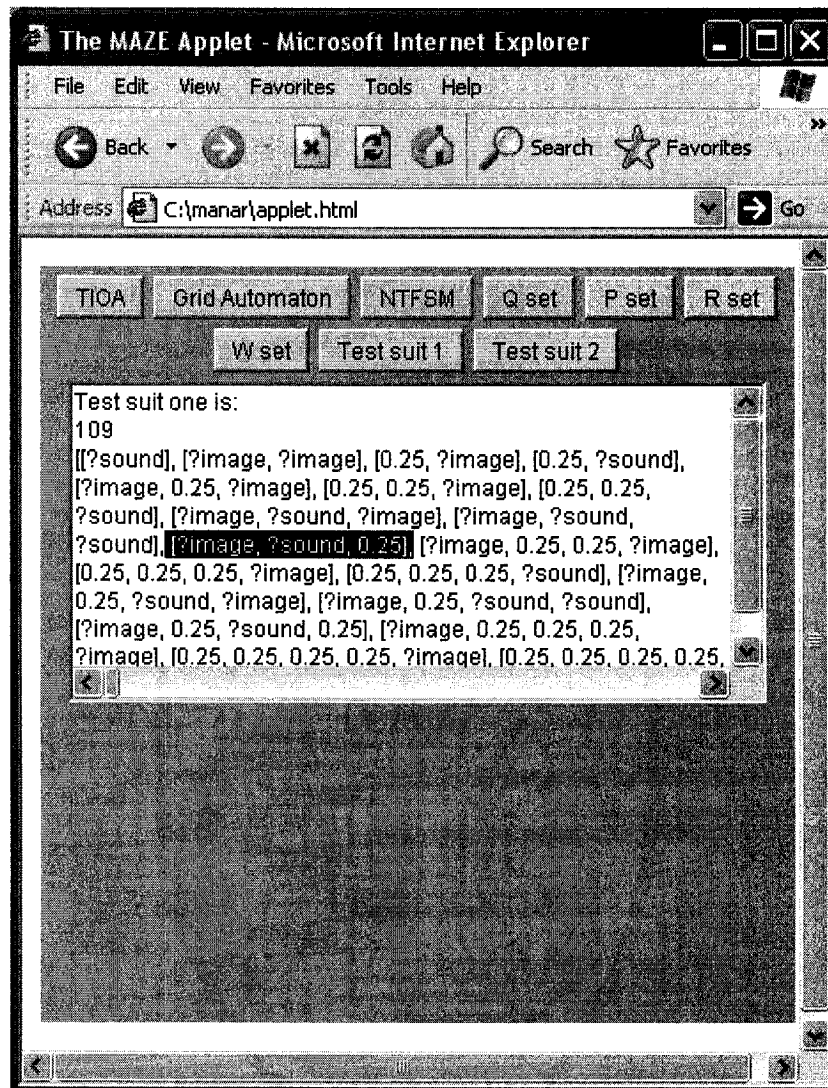 The MAZE Applet - Microsoft Internet Explorer
File Edit View Favorites Tools Help
Back Search Favorites »
Address C:\manar\applet.html Go
TIOA Grid Automaton NTFSM Q set P set R set
W set Test suit 1 Test suit 2
Test suit one is:
109
[[?sound], [?image, ?image], [0.25, ?image], [0.25, ?sound],
[?image, 0.25, ?image], [0.25, 0.25, ?image], [0.25, 0.25,
?sound], [?image, ?sound, ?image], [?image, ?sound,
?sound], [?image, ?sound, 0.25], [?image, 0.25, 0.25, ?image],
[0.25, 0.25, 0.25, ?image], [0.25, 0.25, 0.25, ?sound], [?image,
0.25, ?sound, ?image], [?image, 0.25, ?sound, ?sound],
[?image, 0.25, ?sound, 0.25], [?image, 0.25, 0.25, 0.25,
?image], [0.25, 0.25, 0.25, 0.25, ?image], [0.25, 0.25, 0.25, 0.25,